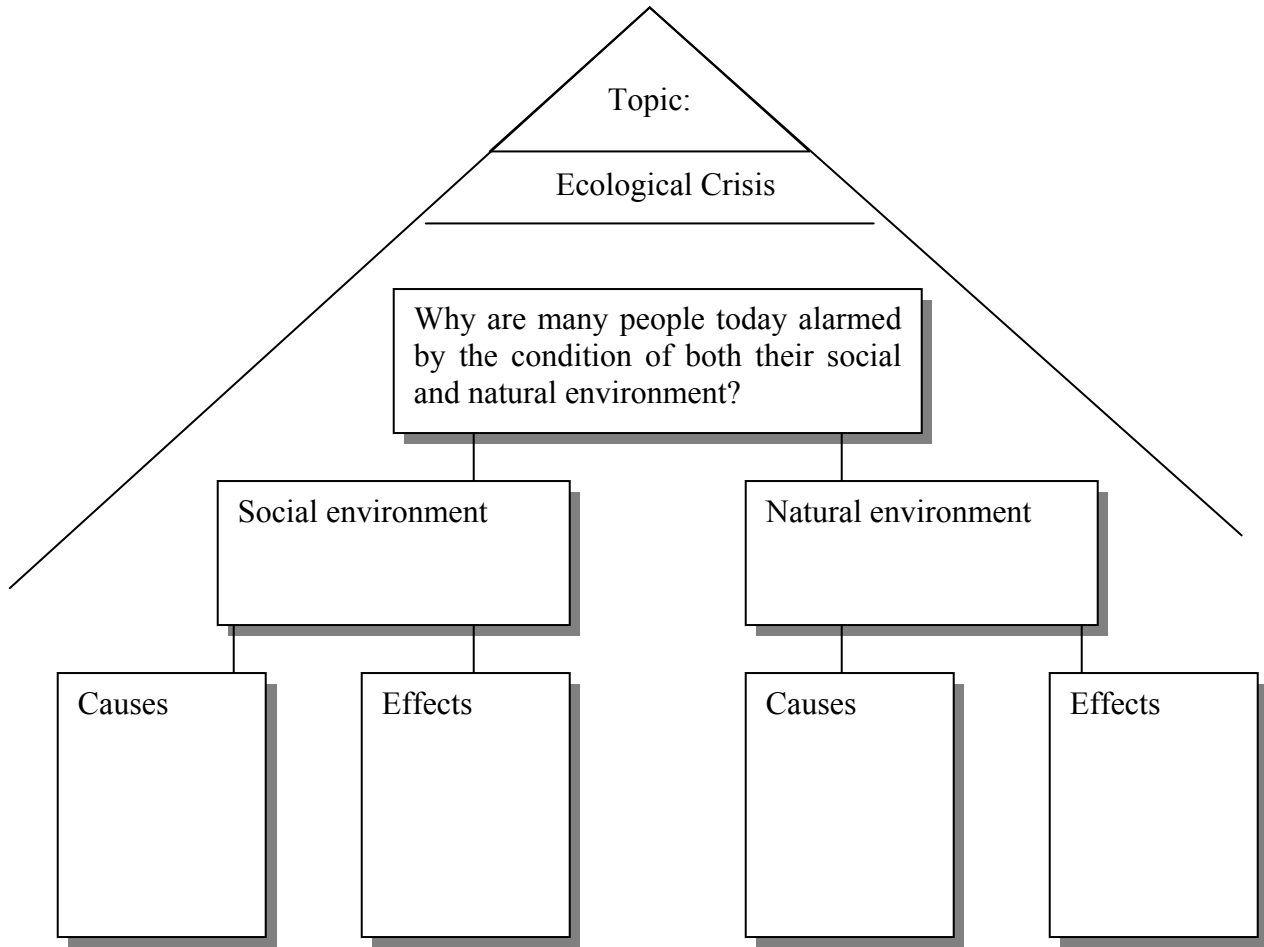 Topic:
Ecological Crisis
Why are many people today alarmed
by the condition of both their social
and natural environment?
Social environment
Natural environment
Causes
Effects
Causes
Effects